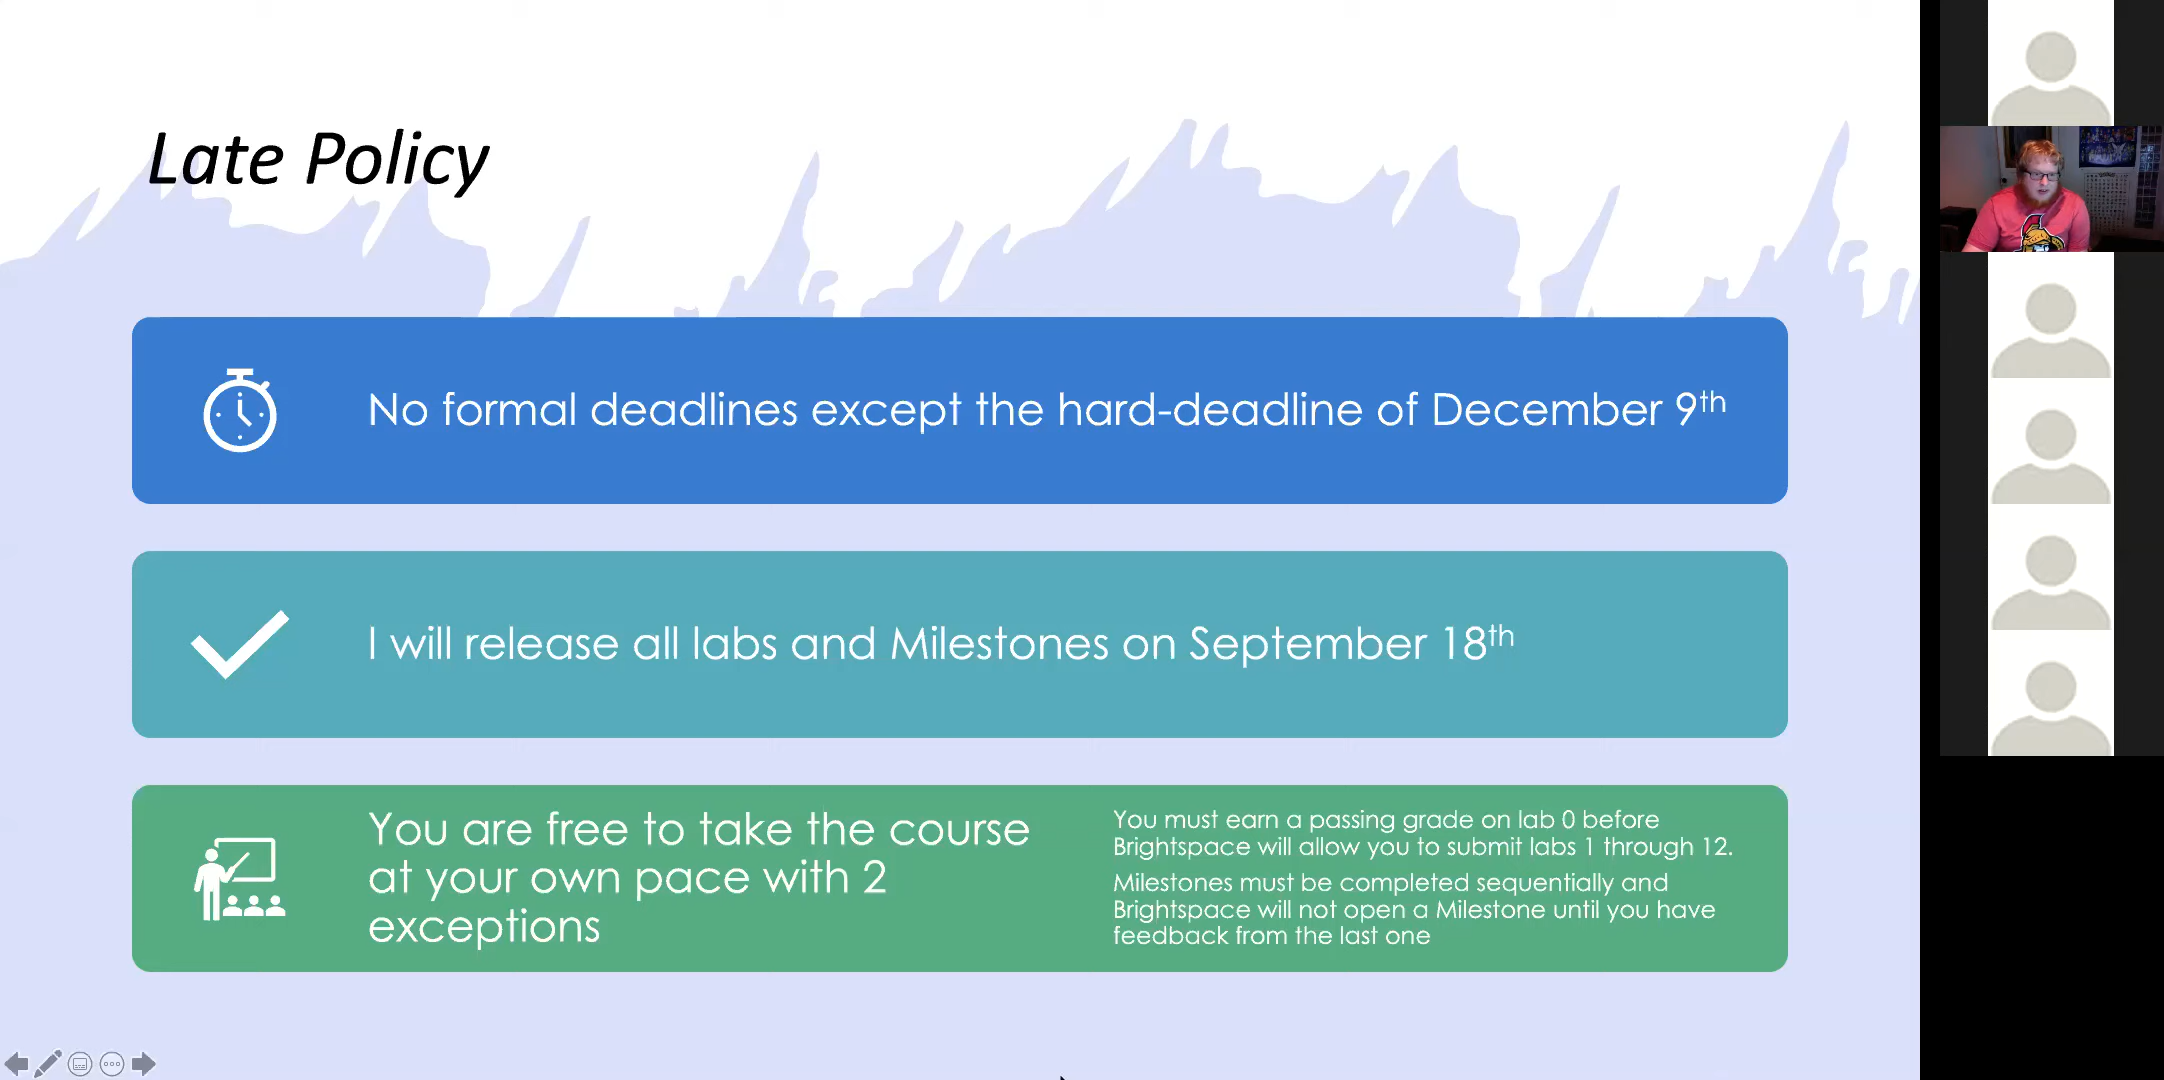 Late Policy
No formal deadlines except the hard-deadline of December 9th
I will release all labs and Milestones on September 18th
You are free to take the course
at your own pace with 2
exceptions
You must earn a passing grade on lab 0 before
Brightspace will allow you to submit labs 1 through 12.
Milestones must be completed sequentially and
Brightspace will not open a Milestone until you have
feedback from the last one